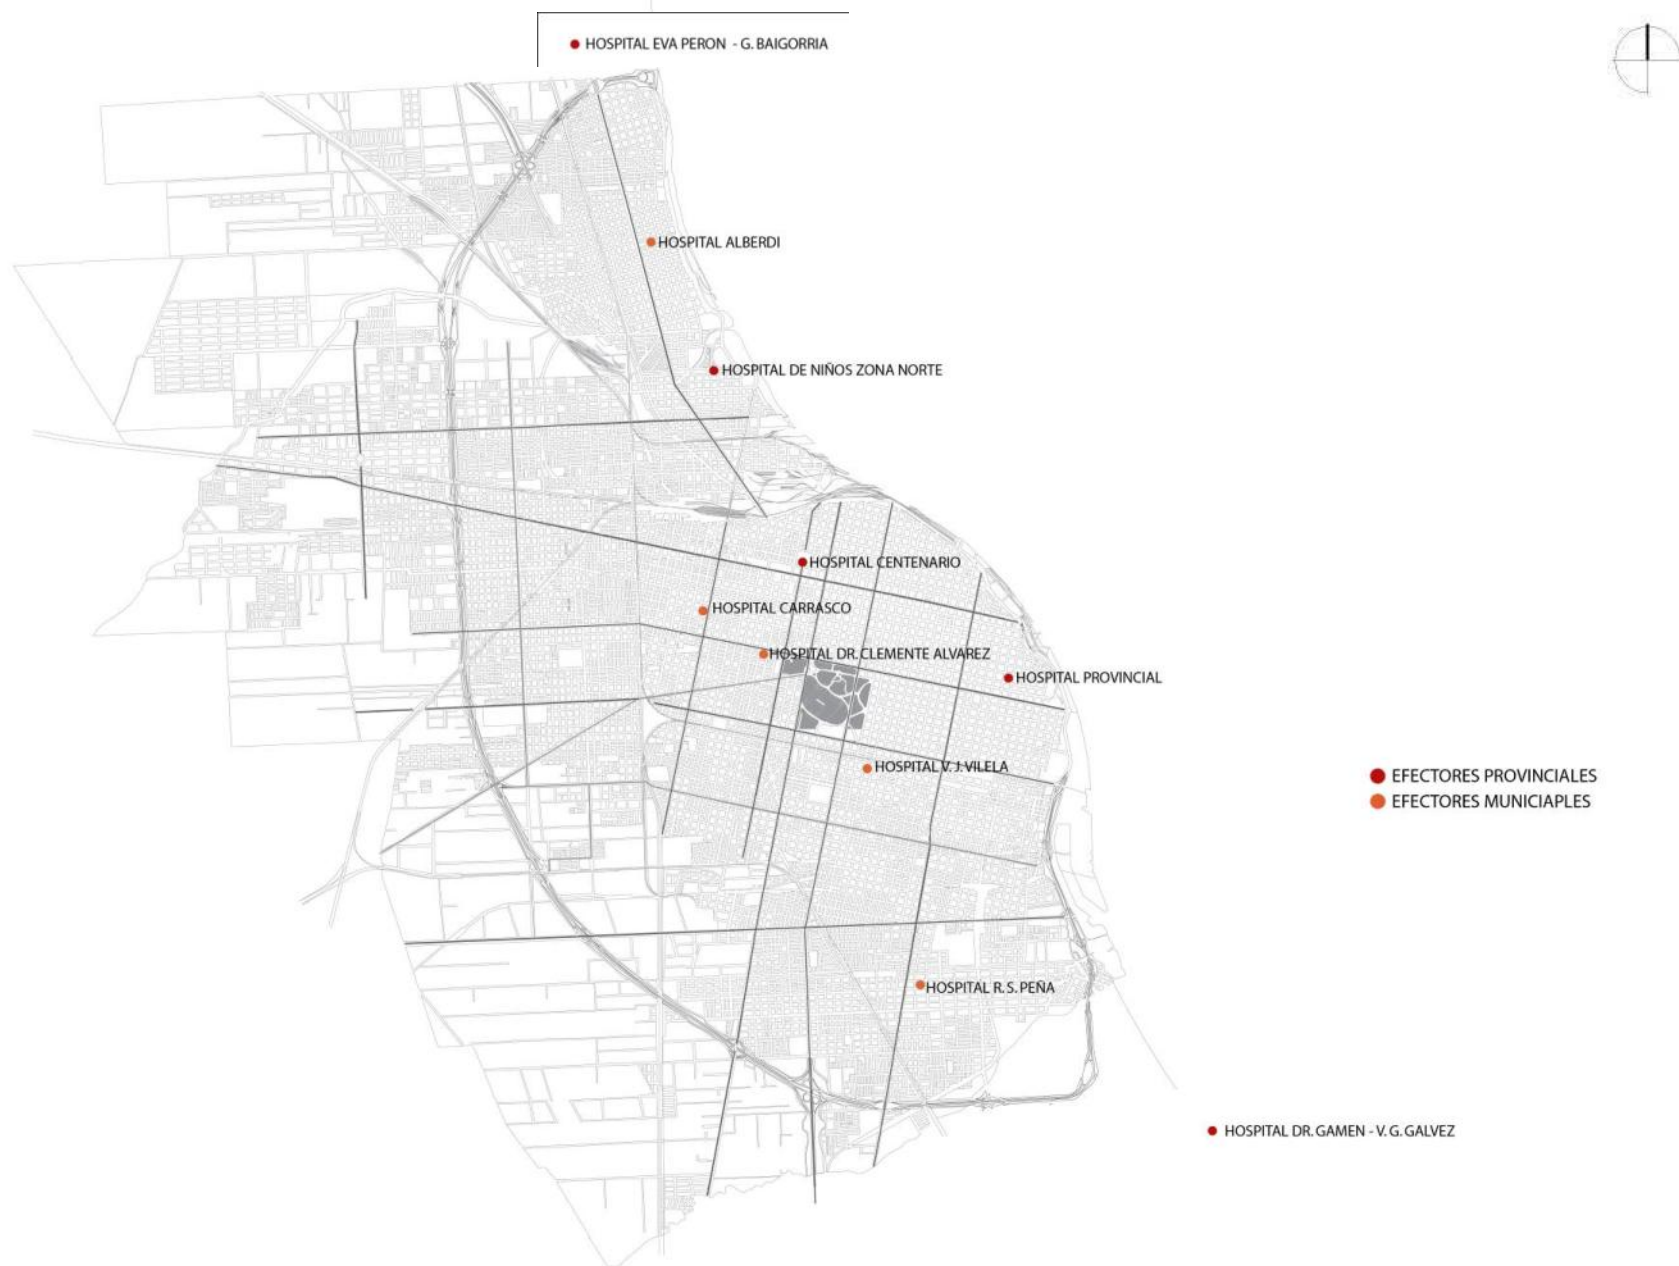 HOSPITAL EVA PERON - G. BAIGORRIA
HOSPITAL ALBERDI
HOSPITAL DE NIÑOS ZONA NORTE
HOSPITAL CENTENARIO
HOSPITAL CARRASCO
HOSPITAL DR. CLEMENTE ALVAREZ
HOSPITAL PROVINCIAL
HOSPITAL V. J. VILELA
EFECTORES PROVINCIALES
EFECTORES MUNICIAPLES
HOSPITAL R. S. PEÑA
HOSPITAL DR. GAMEN - V. G. GALVEZ